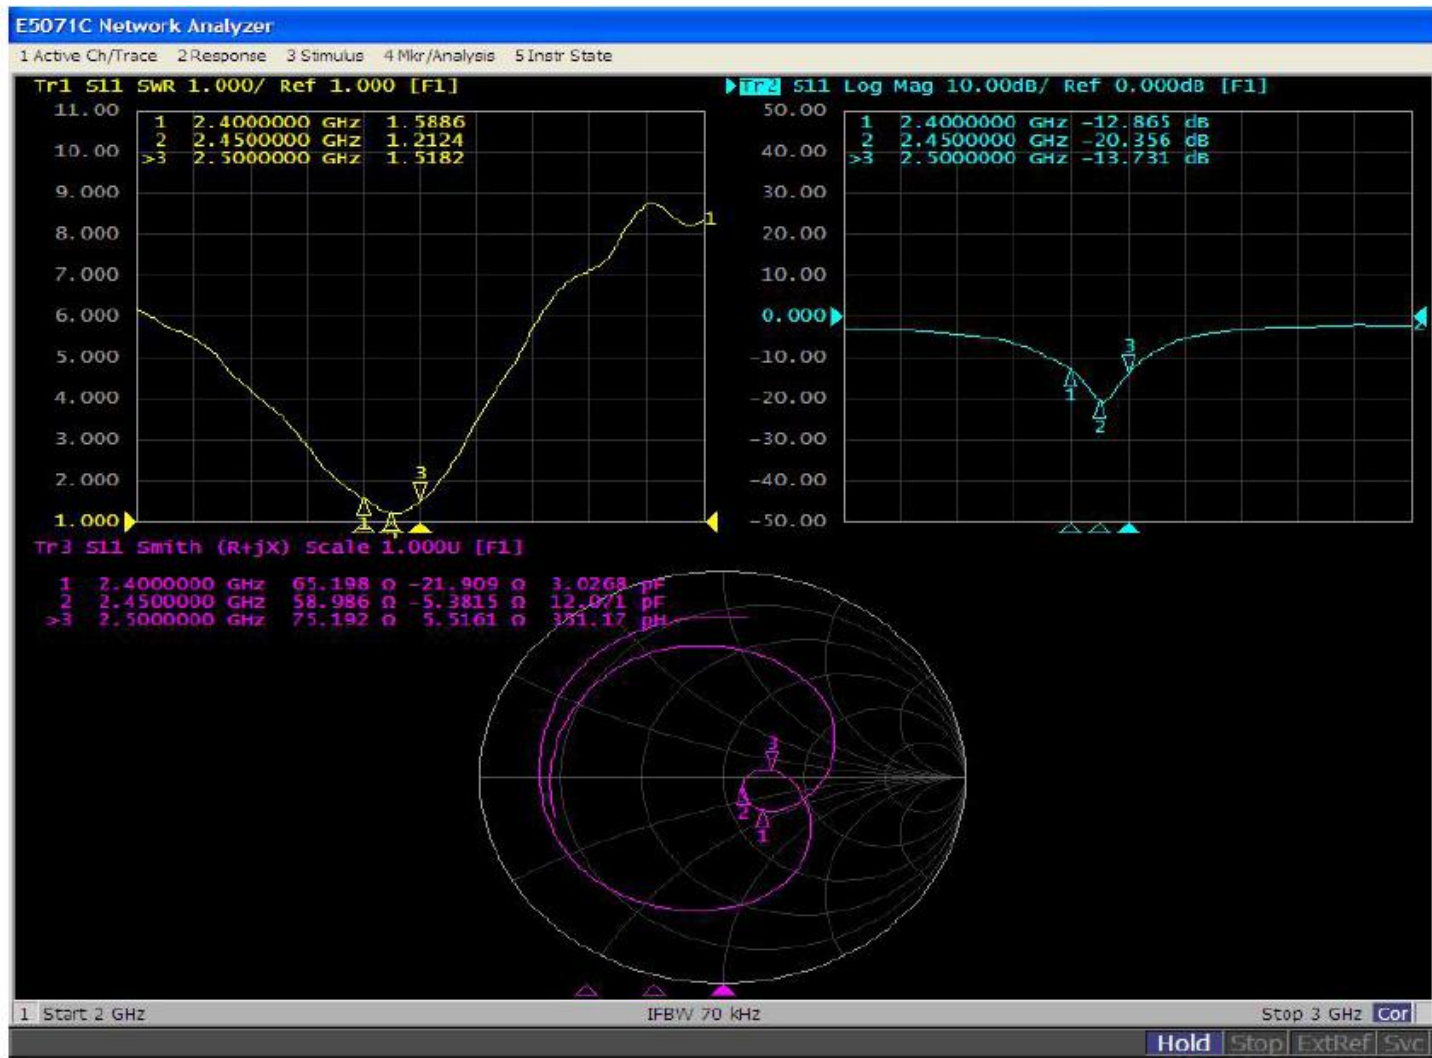 E5071C Network Analyzer
1 Active Ch/Trace 2 Response 3 Stimulus 4 Mkr/Analysis 5 Instr State
Tr1 S11 SWR 1.000/ Ref 1.000 [F1]
11.00
10.00
9.000
8.000
7.000
6.000
5.000
4.000
3.000
2.000
1.000
1 2.4000000 GHz 1.5886
2 2.4500000 GHz 1.2124
>3 2.5000000 GHz 1.5182
1
3
1
Tr2 S11 Log Mag 10.00dB/ Ref 0.000dB [F1]
50.00
40.00
30.00
20.00
10.00
0.000
-10.00
-20.00
-30.00
-40.00
-50.00
1 2.4000000 GHz -12.865 dB
2 2.4500000 GHz -20.356 dB
>3 2.5000000 GHz -13.731 dB
3
1
2
Tr3 S11 Smith (R+jX) Scale 1.000U [F1]
1 2.4000000 GHz 65.198 Ω -21.909 Ω 3.0268 pF
2 2.4500000 GHz 58.986 Ω -5.3815 Ω 12.071 pF
>3 2.5000000 GHz 75.192 Ω 5.5161 Ω 351.17 pH
3
2
1
1 Start 2 GHz IFBW 70 kHz Stop 3 GHz Cor
Hold Stop ExtRef Svc